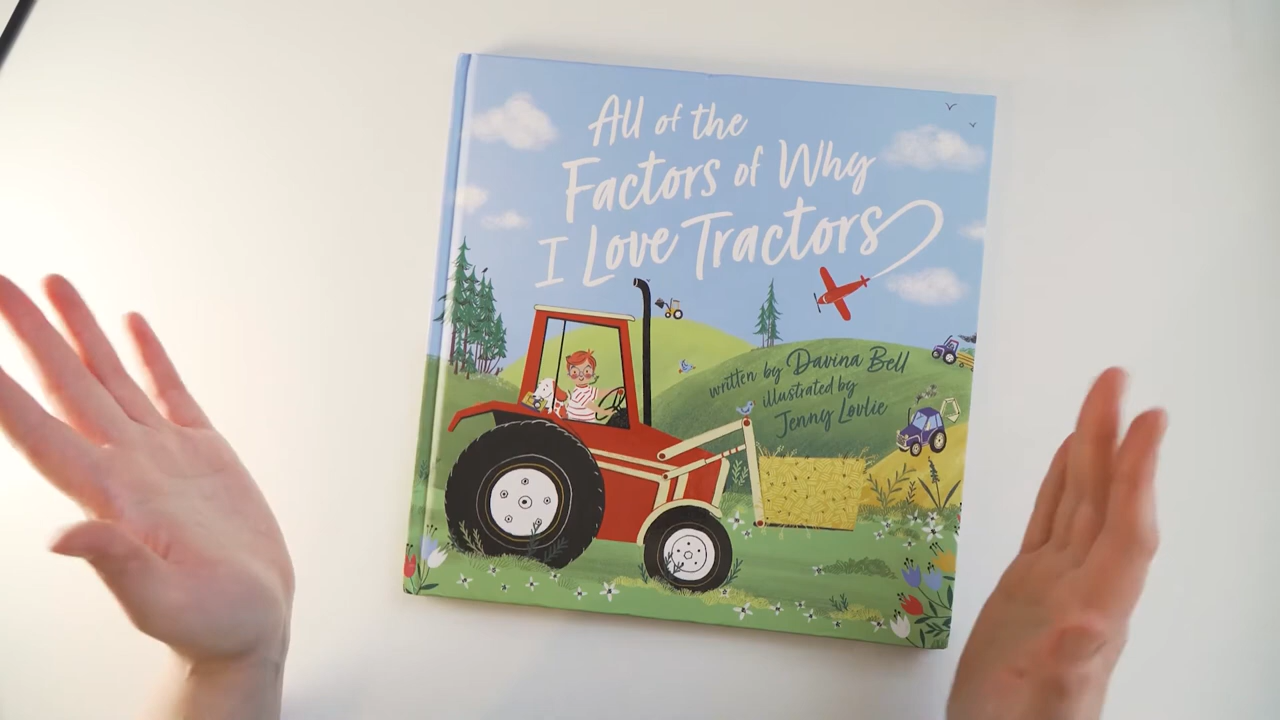 All of the
Factors of Why
I Love Tractors
written by Davina Bell
illustrated by
Jenny Løvlie